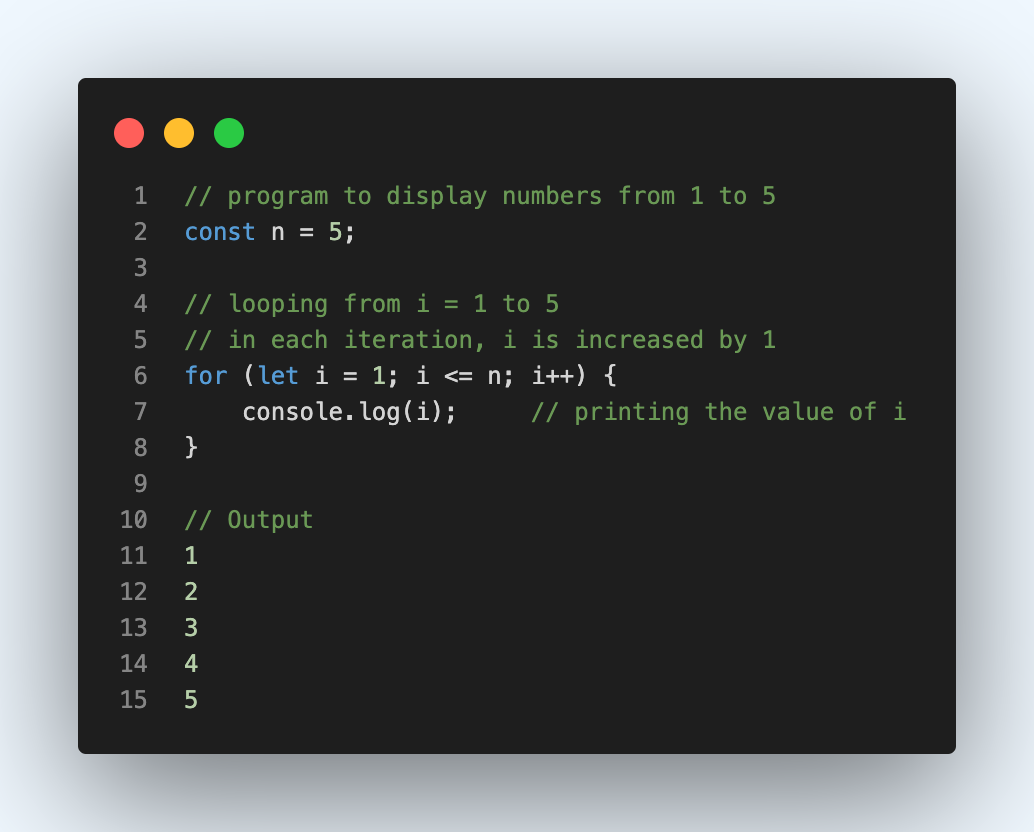 1 // program to display numbers from 1 to 5
2 const n = 5;
3
4 // looping from i = 1 to 5
5 // in each iteration, i is increased by 1
6 for (let i = 1; i <= n; i++) {
7     console.log(i);     // printing the value of i
8 }
9
10 // Output
11 1
12 2
13 3
14 4
15 5